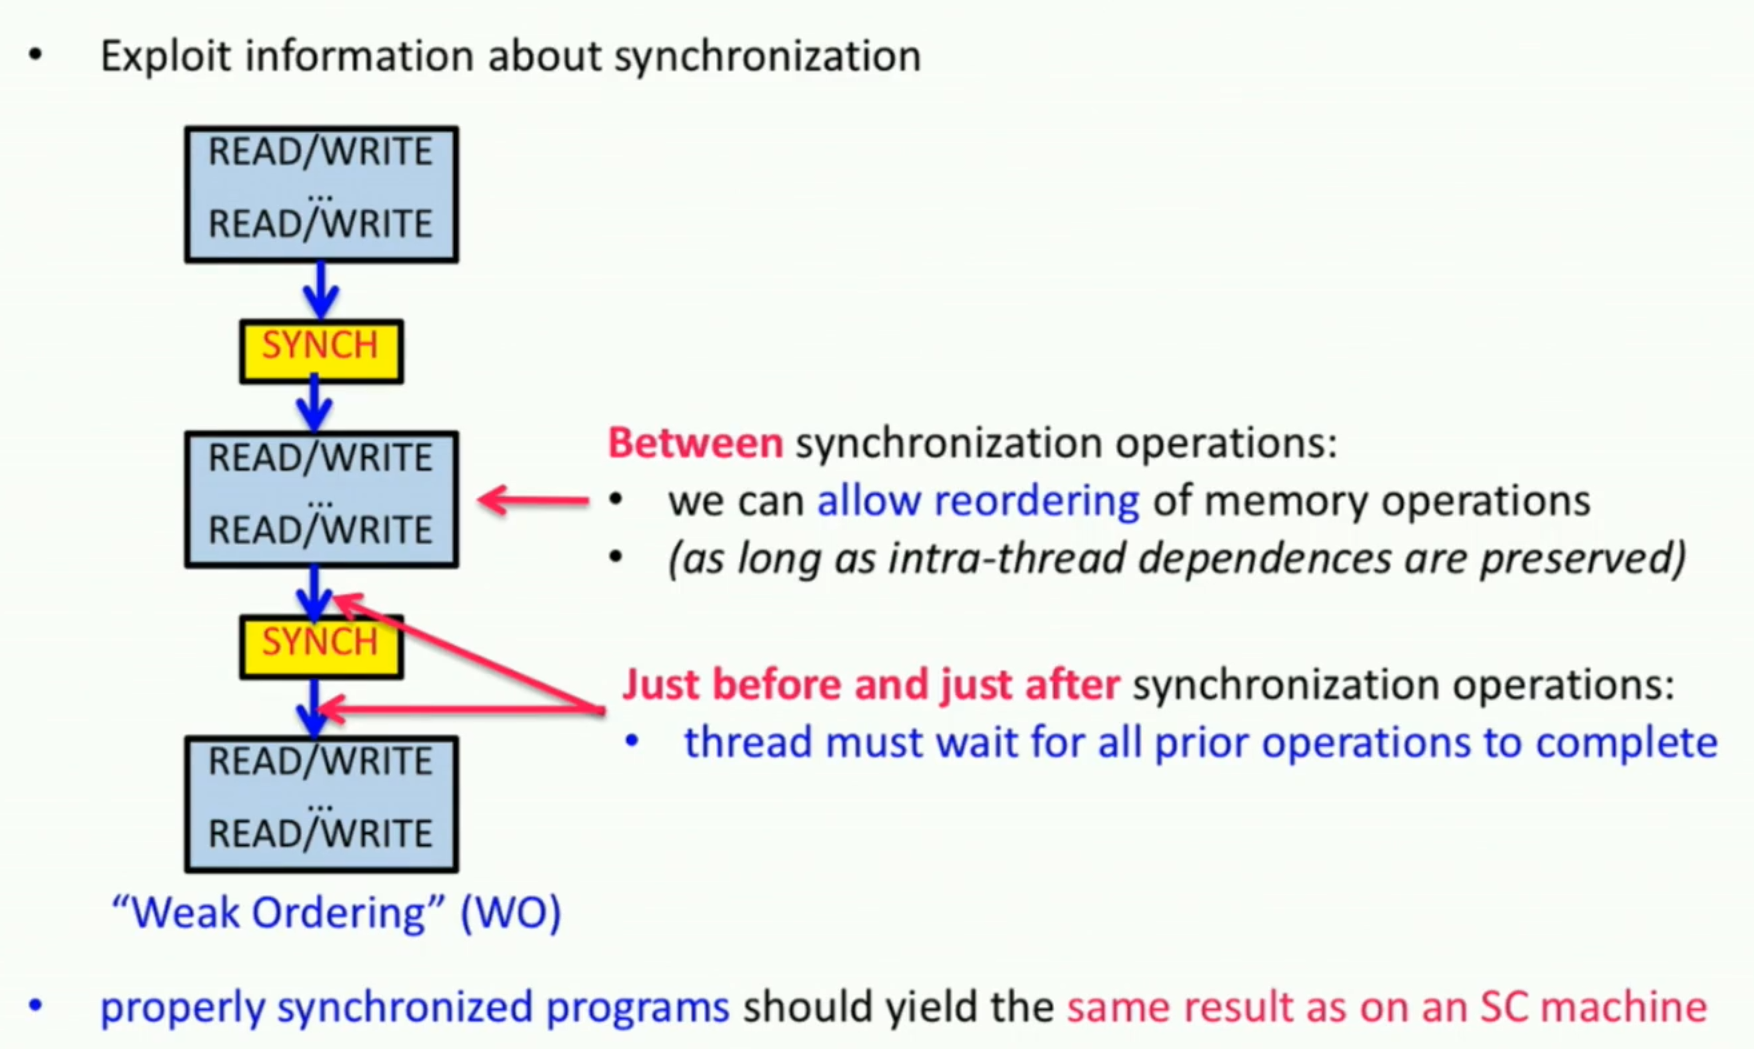 • Exploit information about synchronization
READ/WRITE
...
READ/WRITE
SYNCH
READ/WRITE
...
READ/WRITE
Between synchronization operations:
• we can allow reordering of memory operations
• (as long as intra-thread dependences are preserved)
SYNCH
Just before and just after synchronization operations:
• thread must wait for all prior operations to complete
READ/WRITE
...
READ/WRITE
“Weak Ordering” (WO)
• properly synchronized programs should yield the same result as on an SC machine